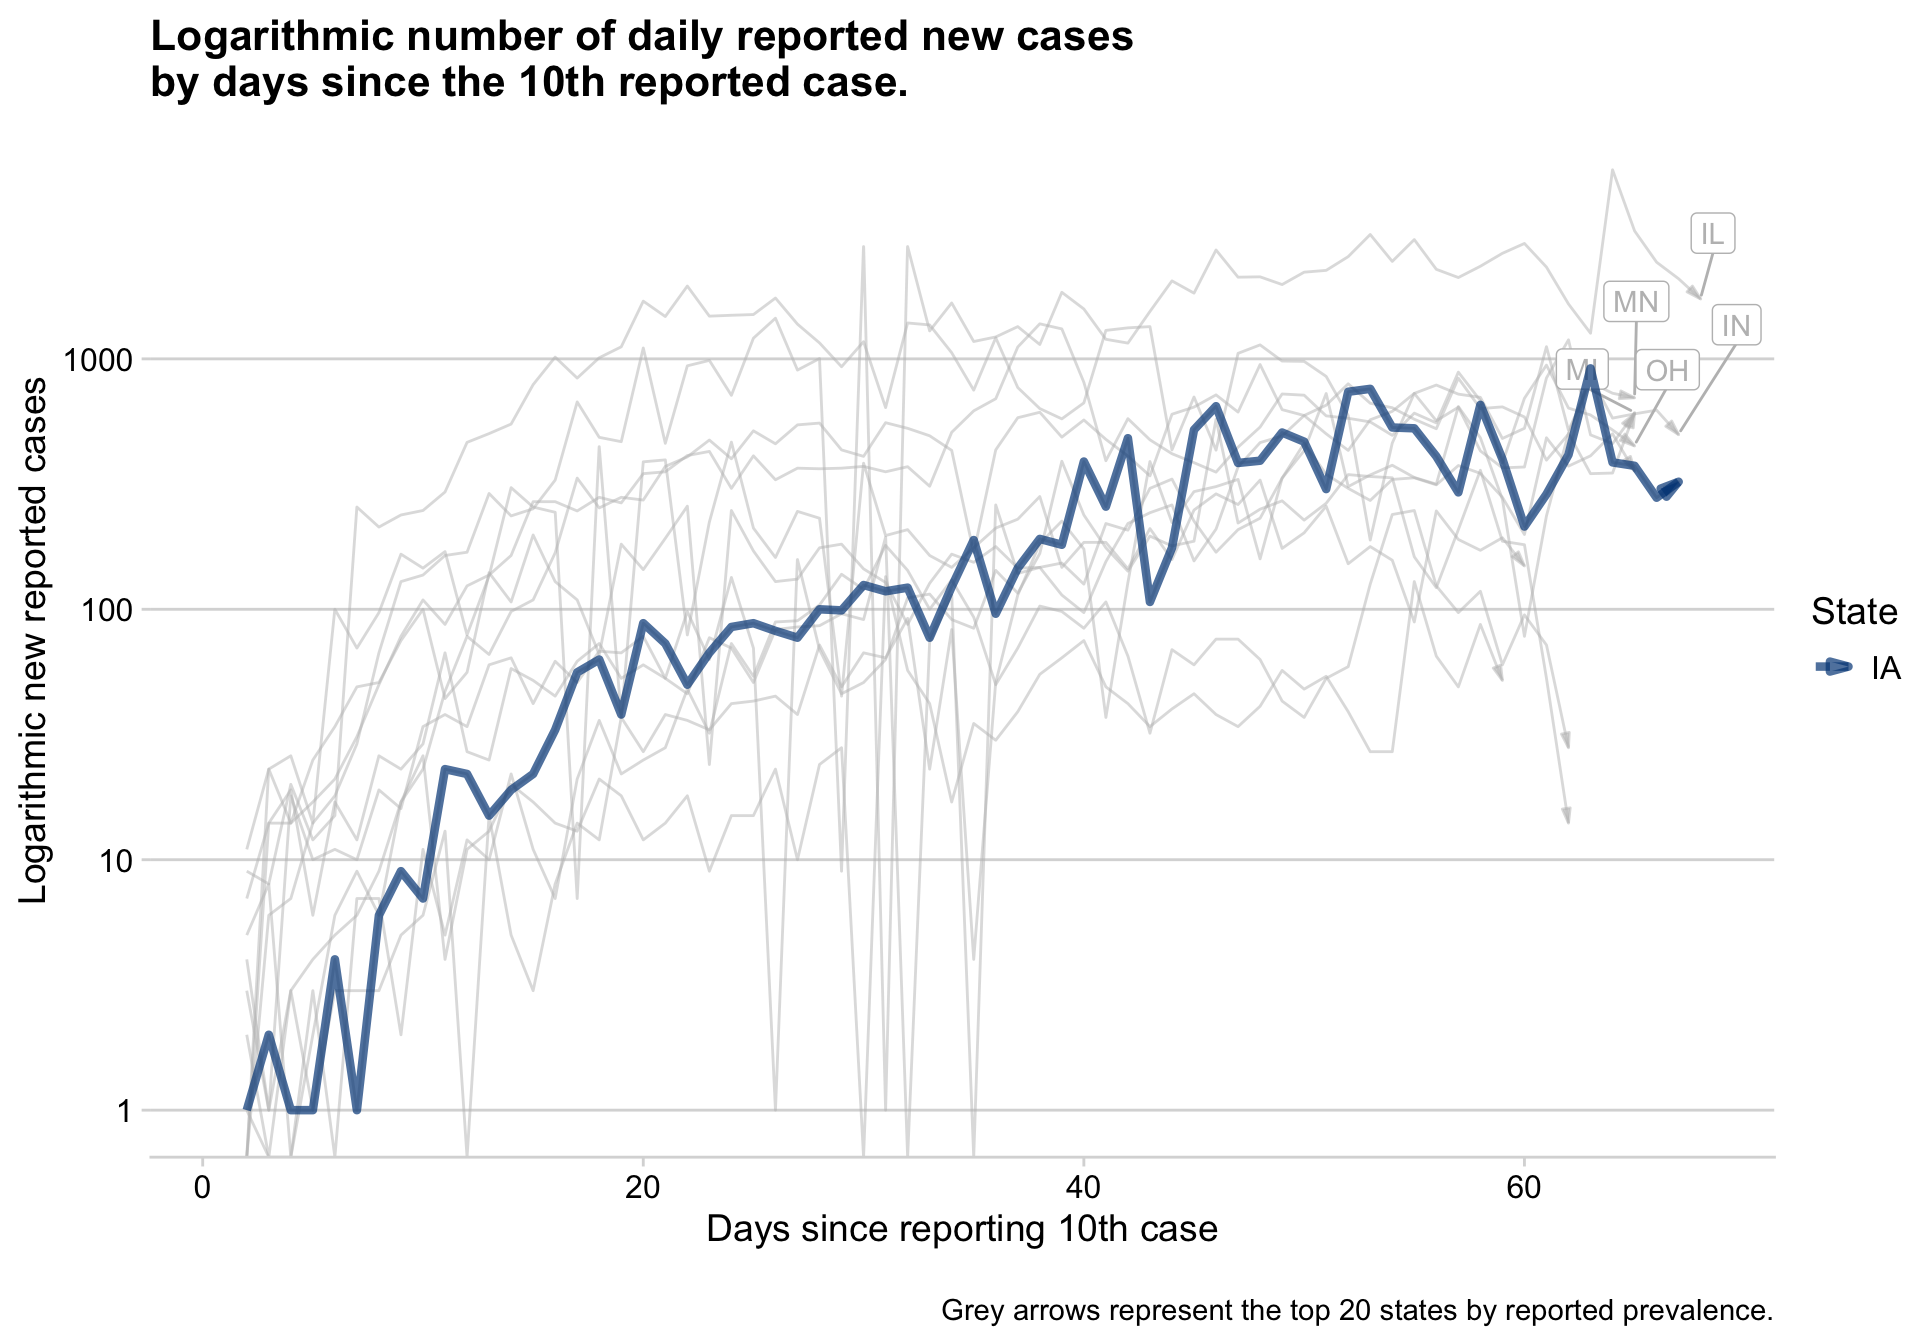 Logarithmic number of daily reported new cases
by days since the 10th reported case.
Logarithmic new reported cases
1000
100
10
1
IL
MN
IN
MI
OH
State
IA
0
20
40
60
Days since reporting 10th case
Grey arrows represent the top 20 states by reported prevalence.